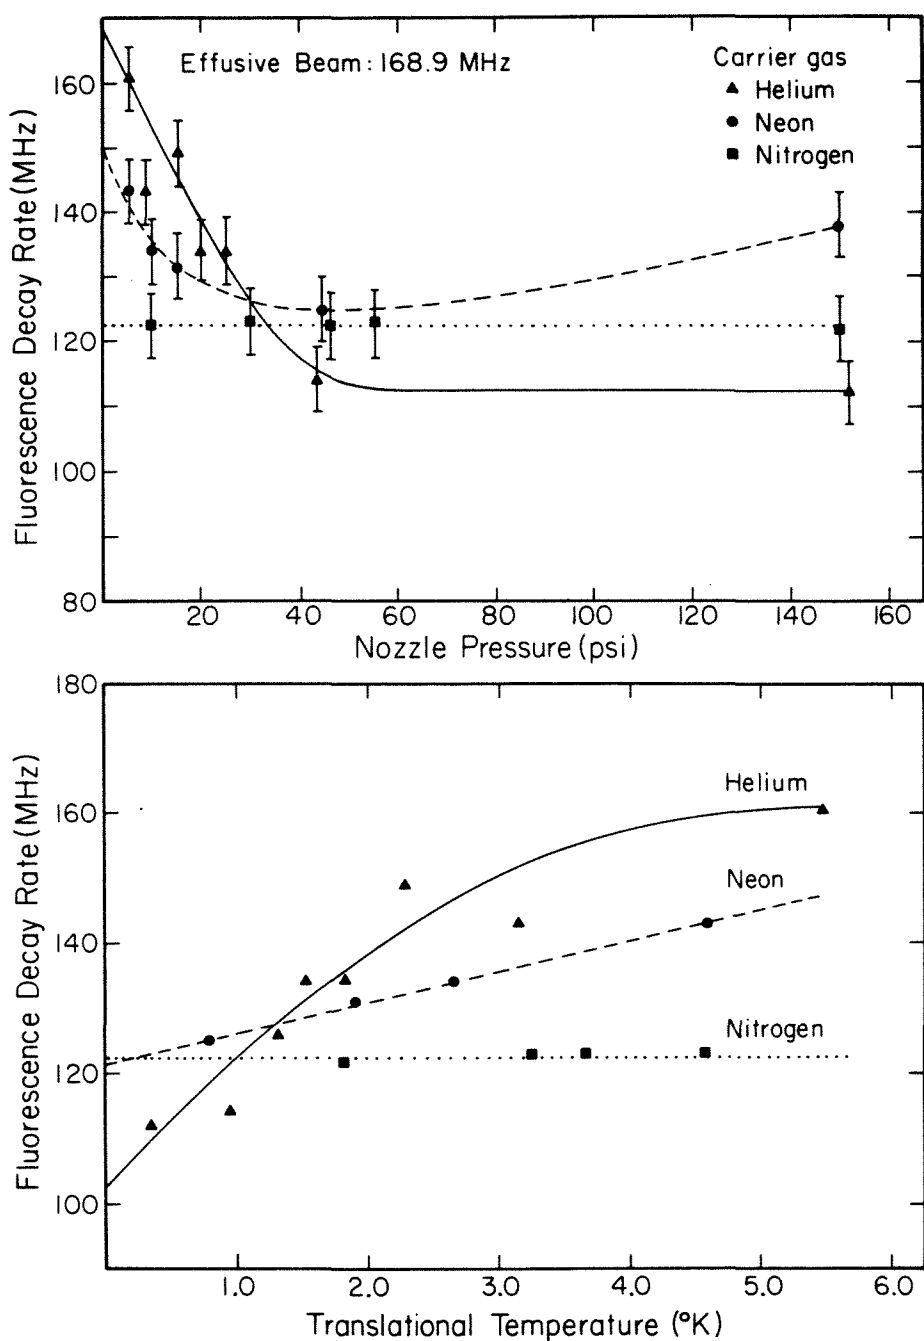 Effusive Beam: 168.9 MHz
Carrier gas
▲ Helium
● Neon
■ Nitrogen
Fluorescence Decay Rate (MHz)
160
140
120
100
80
20
40
60
80
100
120
140
160
Nozzle Pressure (psi)
180
160
140
120
100
Fluorescence Decay Rate (MHz)
Helium
Neon
Nitrogen
1.0
2.0
3.0
4.0
5.0
6.0
Translational Temperature (°K)